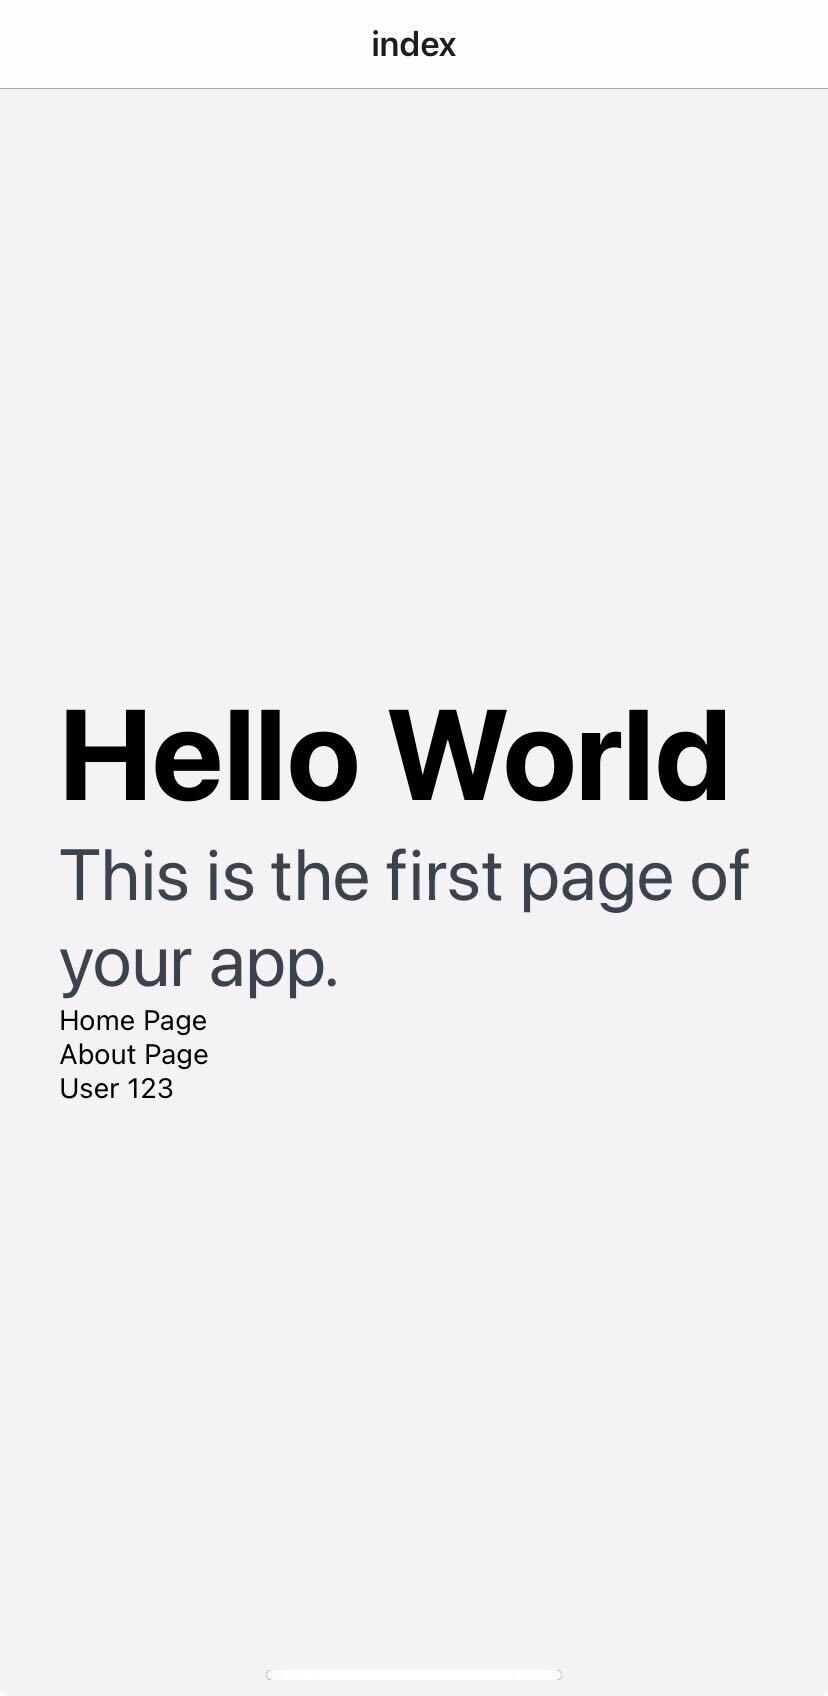 index
Hello World
This is the first page of
your app.
Home Page
About Page
User 123